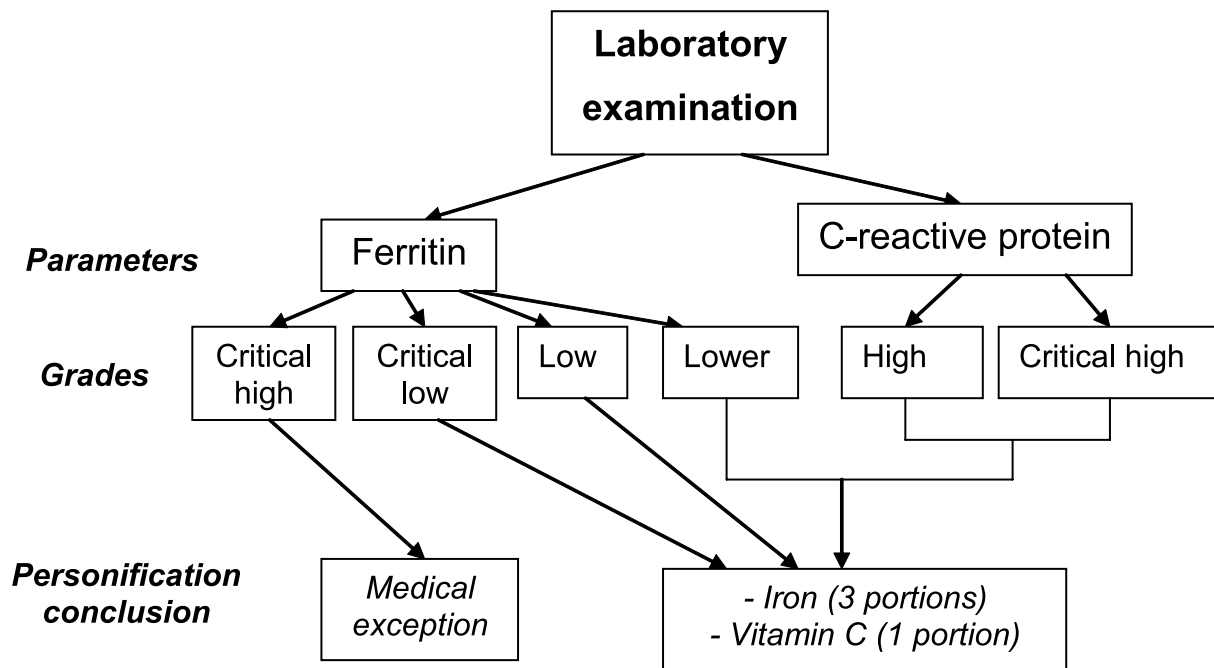 Laboratory
examination
Parameters
Ferritin
C-reactive protein
Grades
Critical
high
Critical
low
Low
Lower
High
Critical high
Personification
conclusion
Medical
exception
- Iron (3 portions)
- Vitamin C (1 portion)